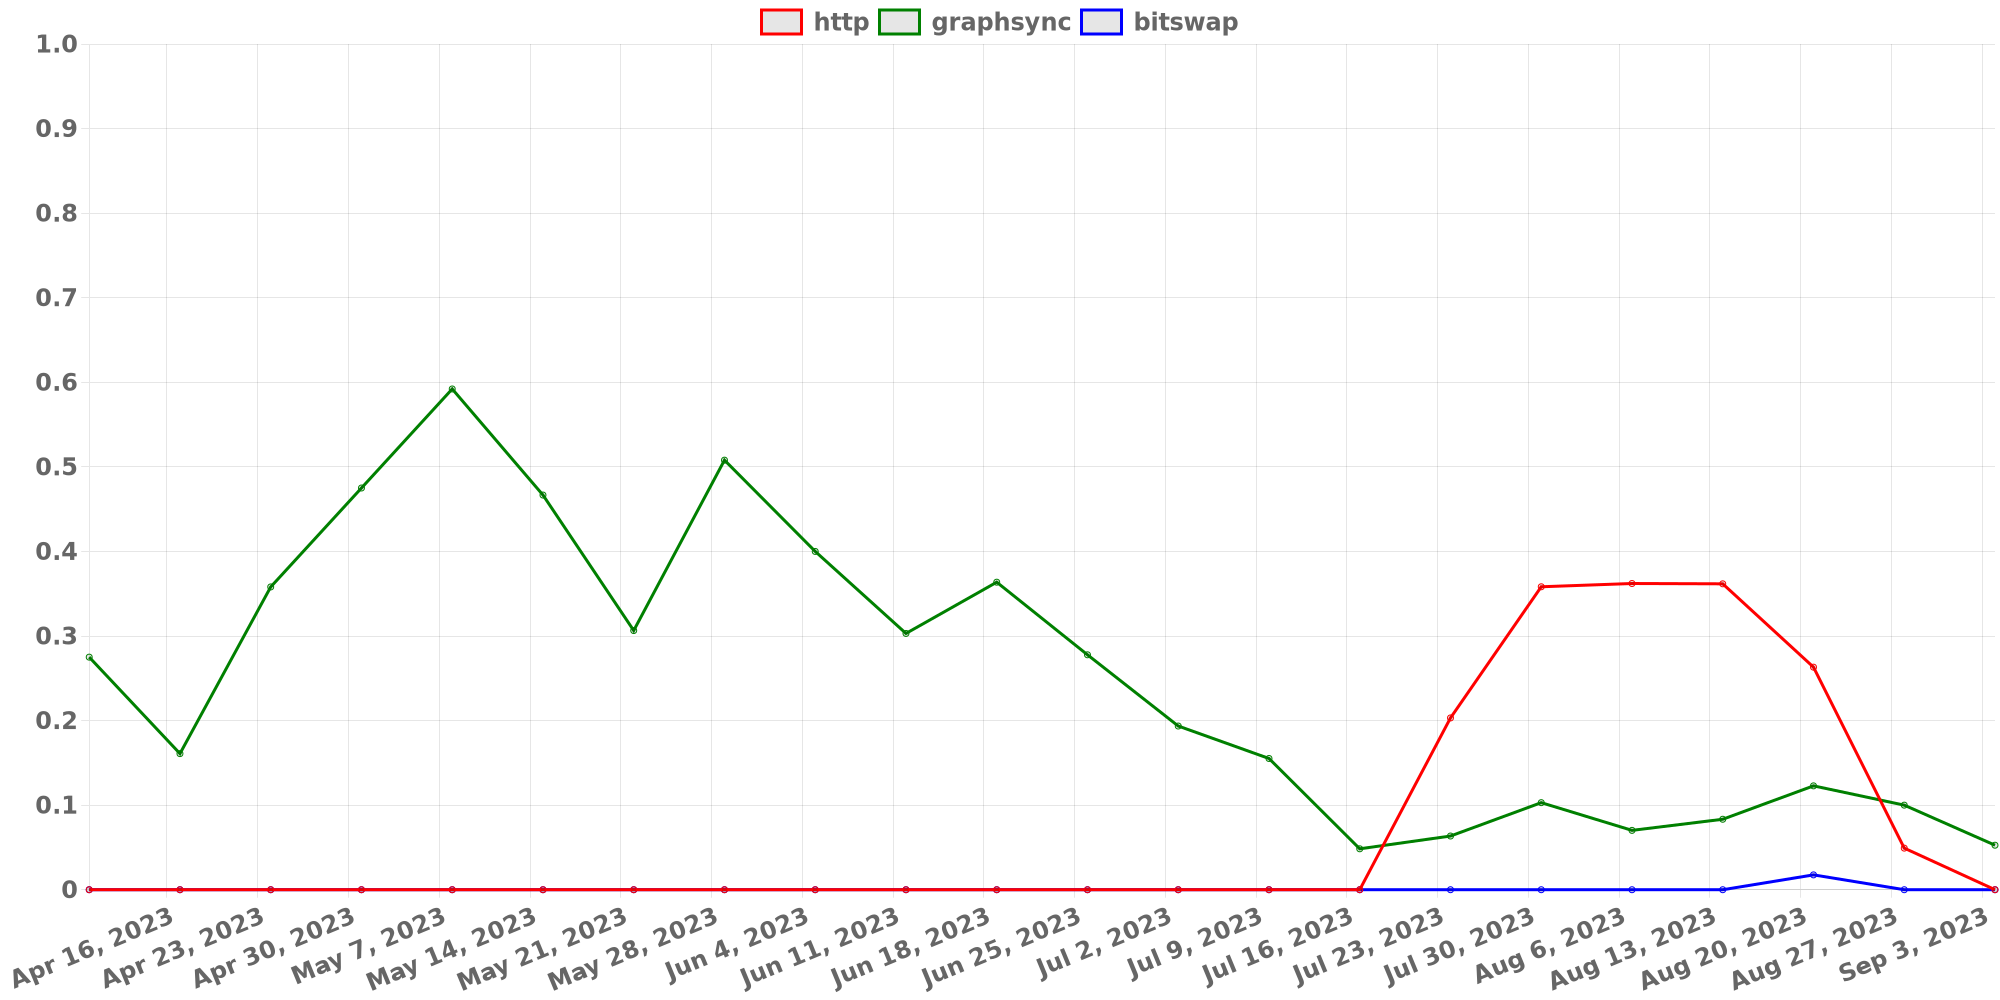 http graphsync bitswap
1.0
0.9
0.8
0.7
0.6
0.5
0.4
0.3
0.2
0.1
0
Apr 16, 2023
Apr 23, 2023
Apr 30, 2023
May 7, 2023
May 14, 2023
May 21, 2023
May 28, 2023
Jun 4, 2023
Jun 11, 2023
Jun 18, 2023
Jun 25, 2023
Jul 2, 2023
Jul 9, 2023
Jul 16, 2023
Jul 23, 2023
Jul 30, 2023
Aug 6, 2023
Aug 13, 2023
Aug 20, 2023
Aug 27, 2023
Sep 3, 2023